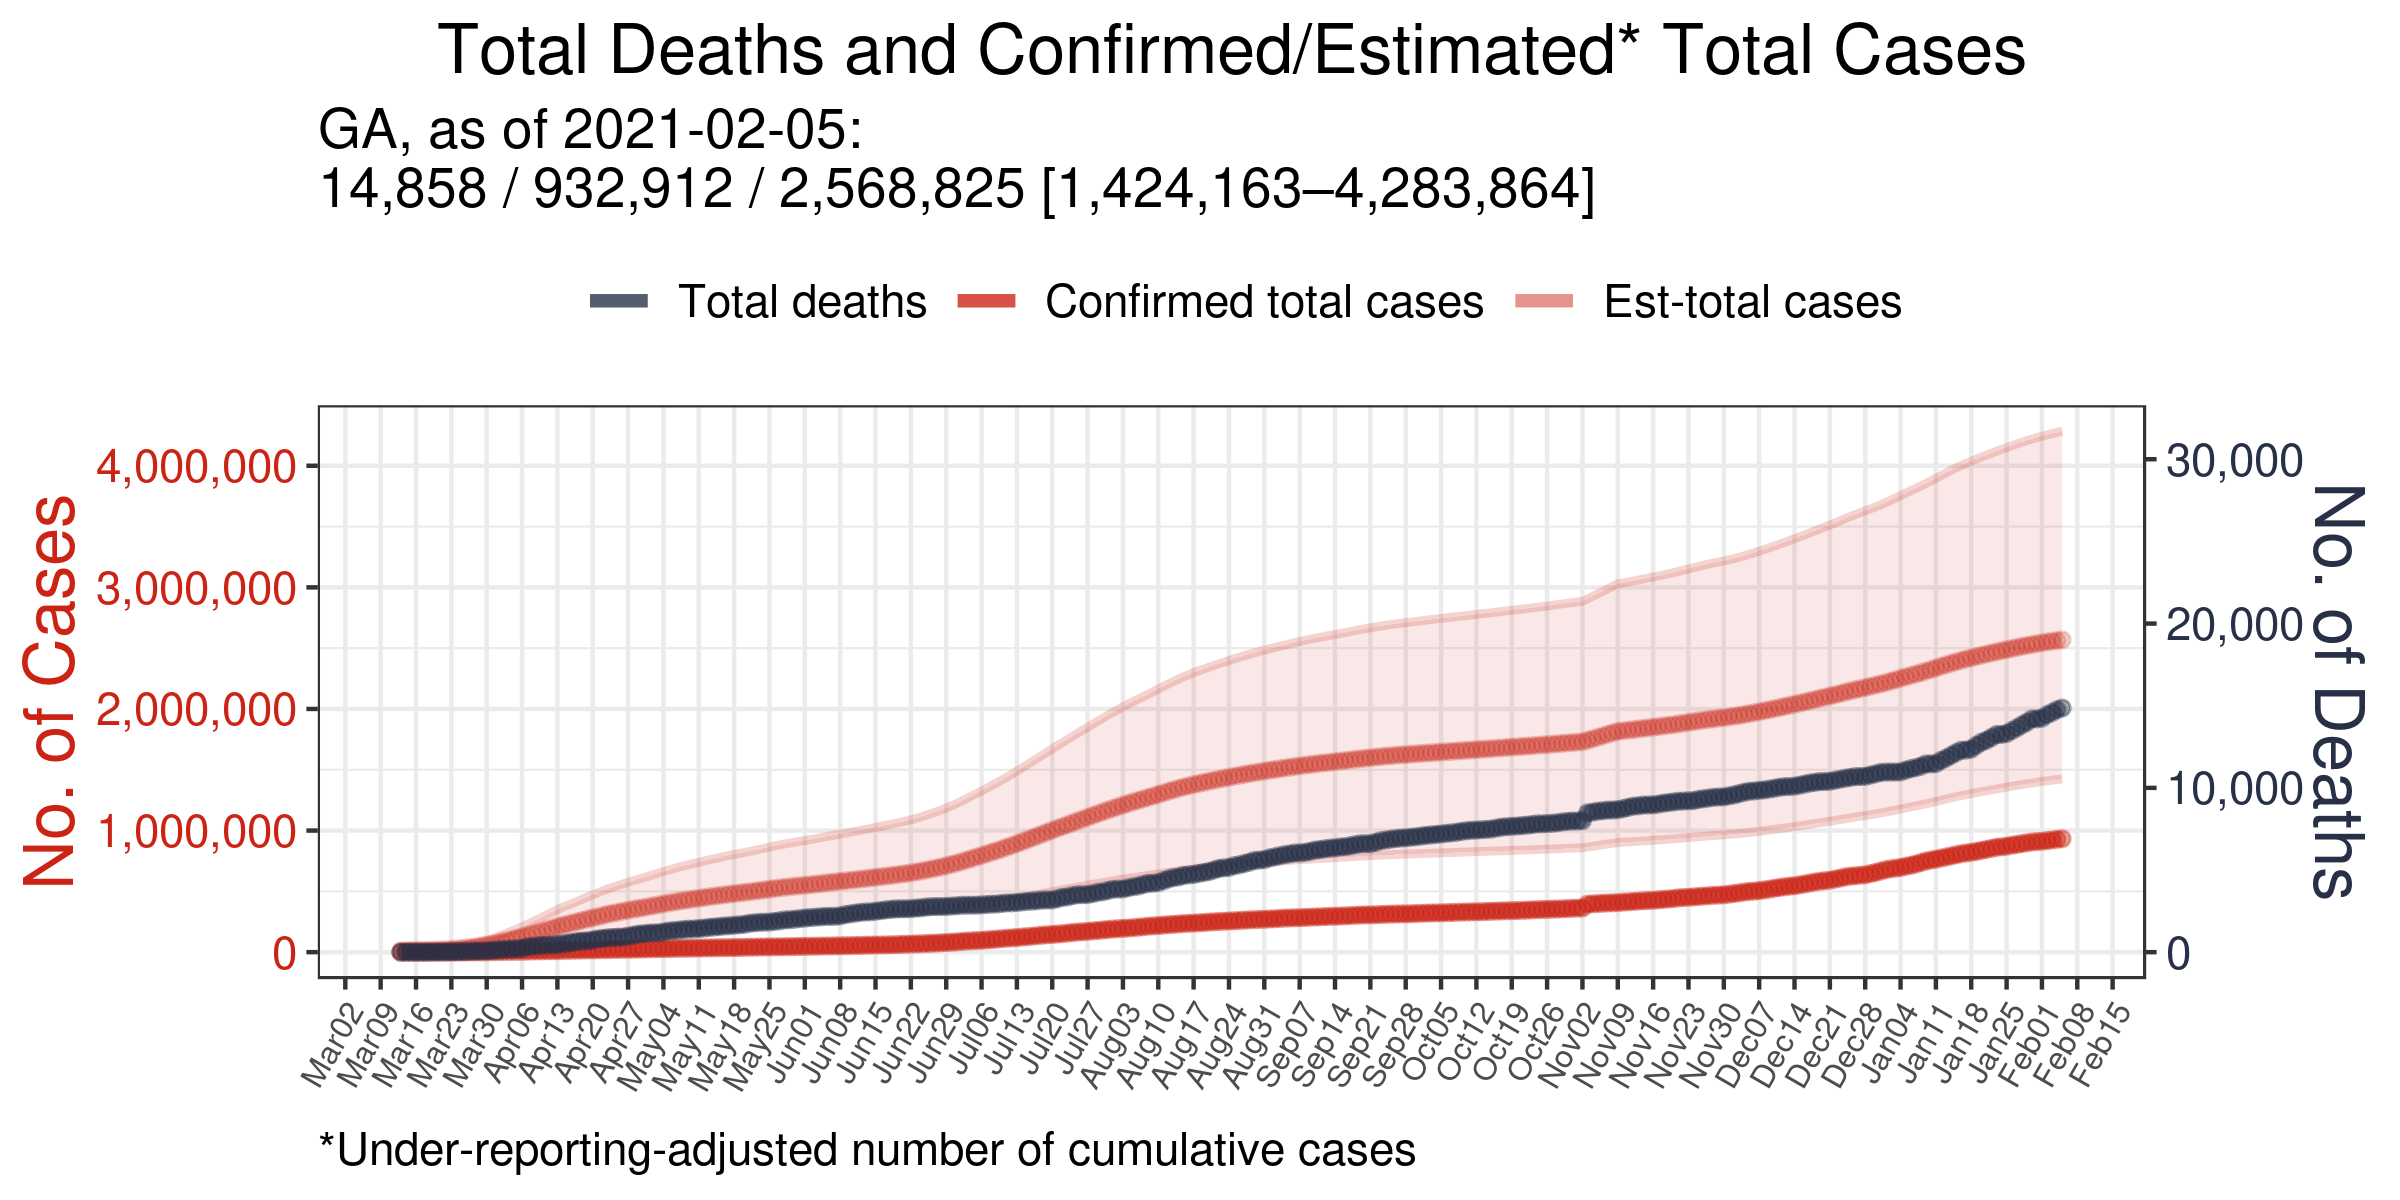 Total Deaths and Confirmed/Estimated* Total Cases
GA, as of 2021-02-05:
14,858 / 932,912 / 2,568,825 [1,424,163–4,283,864]
Total deaths
Confirmed total cases
Est-total cases
No. of Cases
4,000,000
3,000,000
2,000,000
1,000,000
0
30,000
20,000
10,000
0
No. of Deaths
Mar02
Mar09
Mar16
Mar23
Mar30
Apr06
Apr13
Apr20
Apr27
May04
May11
May18
May25
Jun01
Jun08
Jun15
Jun22
Jun29
Jul06
Jul13
Jul20
Jul27
Aug03
Aug10
Aug17
Aug24
Aug31
Sep07
Sep14
Sep21
Sep28
Oct05
Oct12
Oct19
Oct26
Nov02
Nov09
Nov16
Nov23
Nov30
Dec07
Dec14
Dec21
Dec28
Jan04
Jan11
Jan18
Jan25
Feb01
Feb08
Feb15
*Under-reporting-adjusted number of cumulative cases